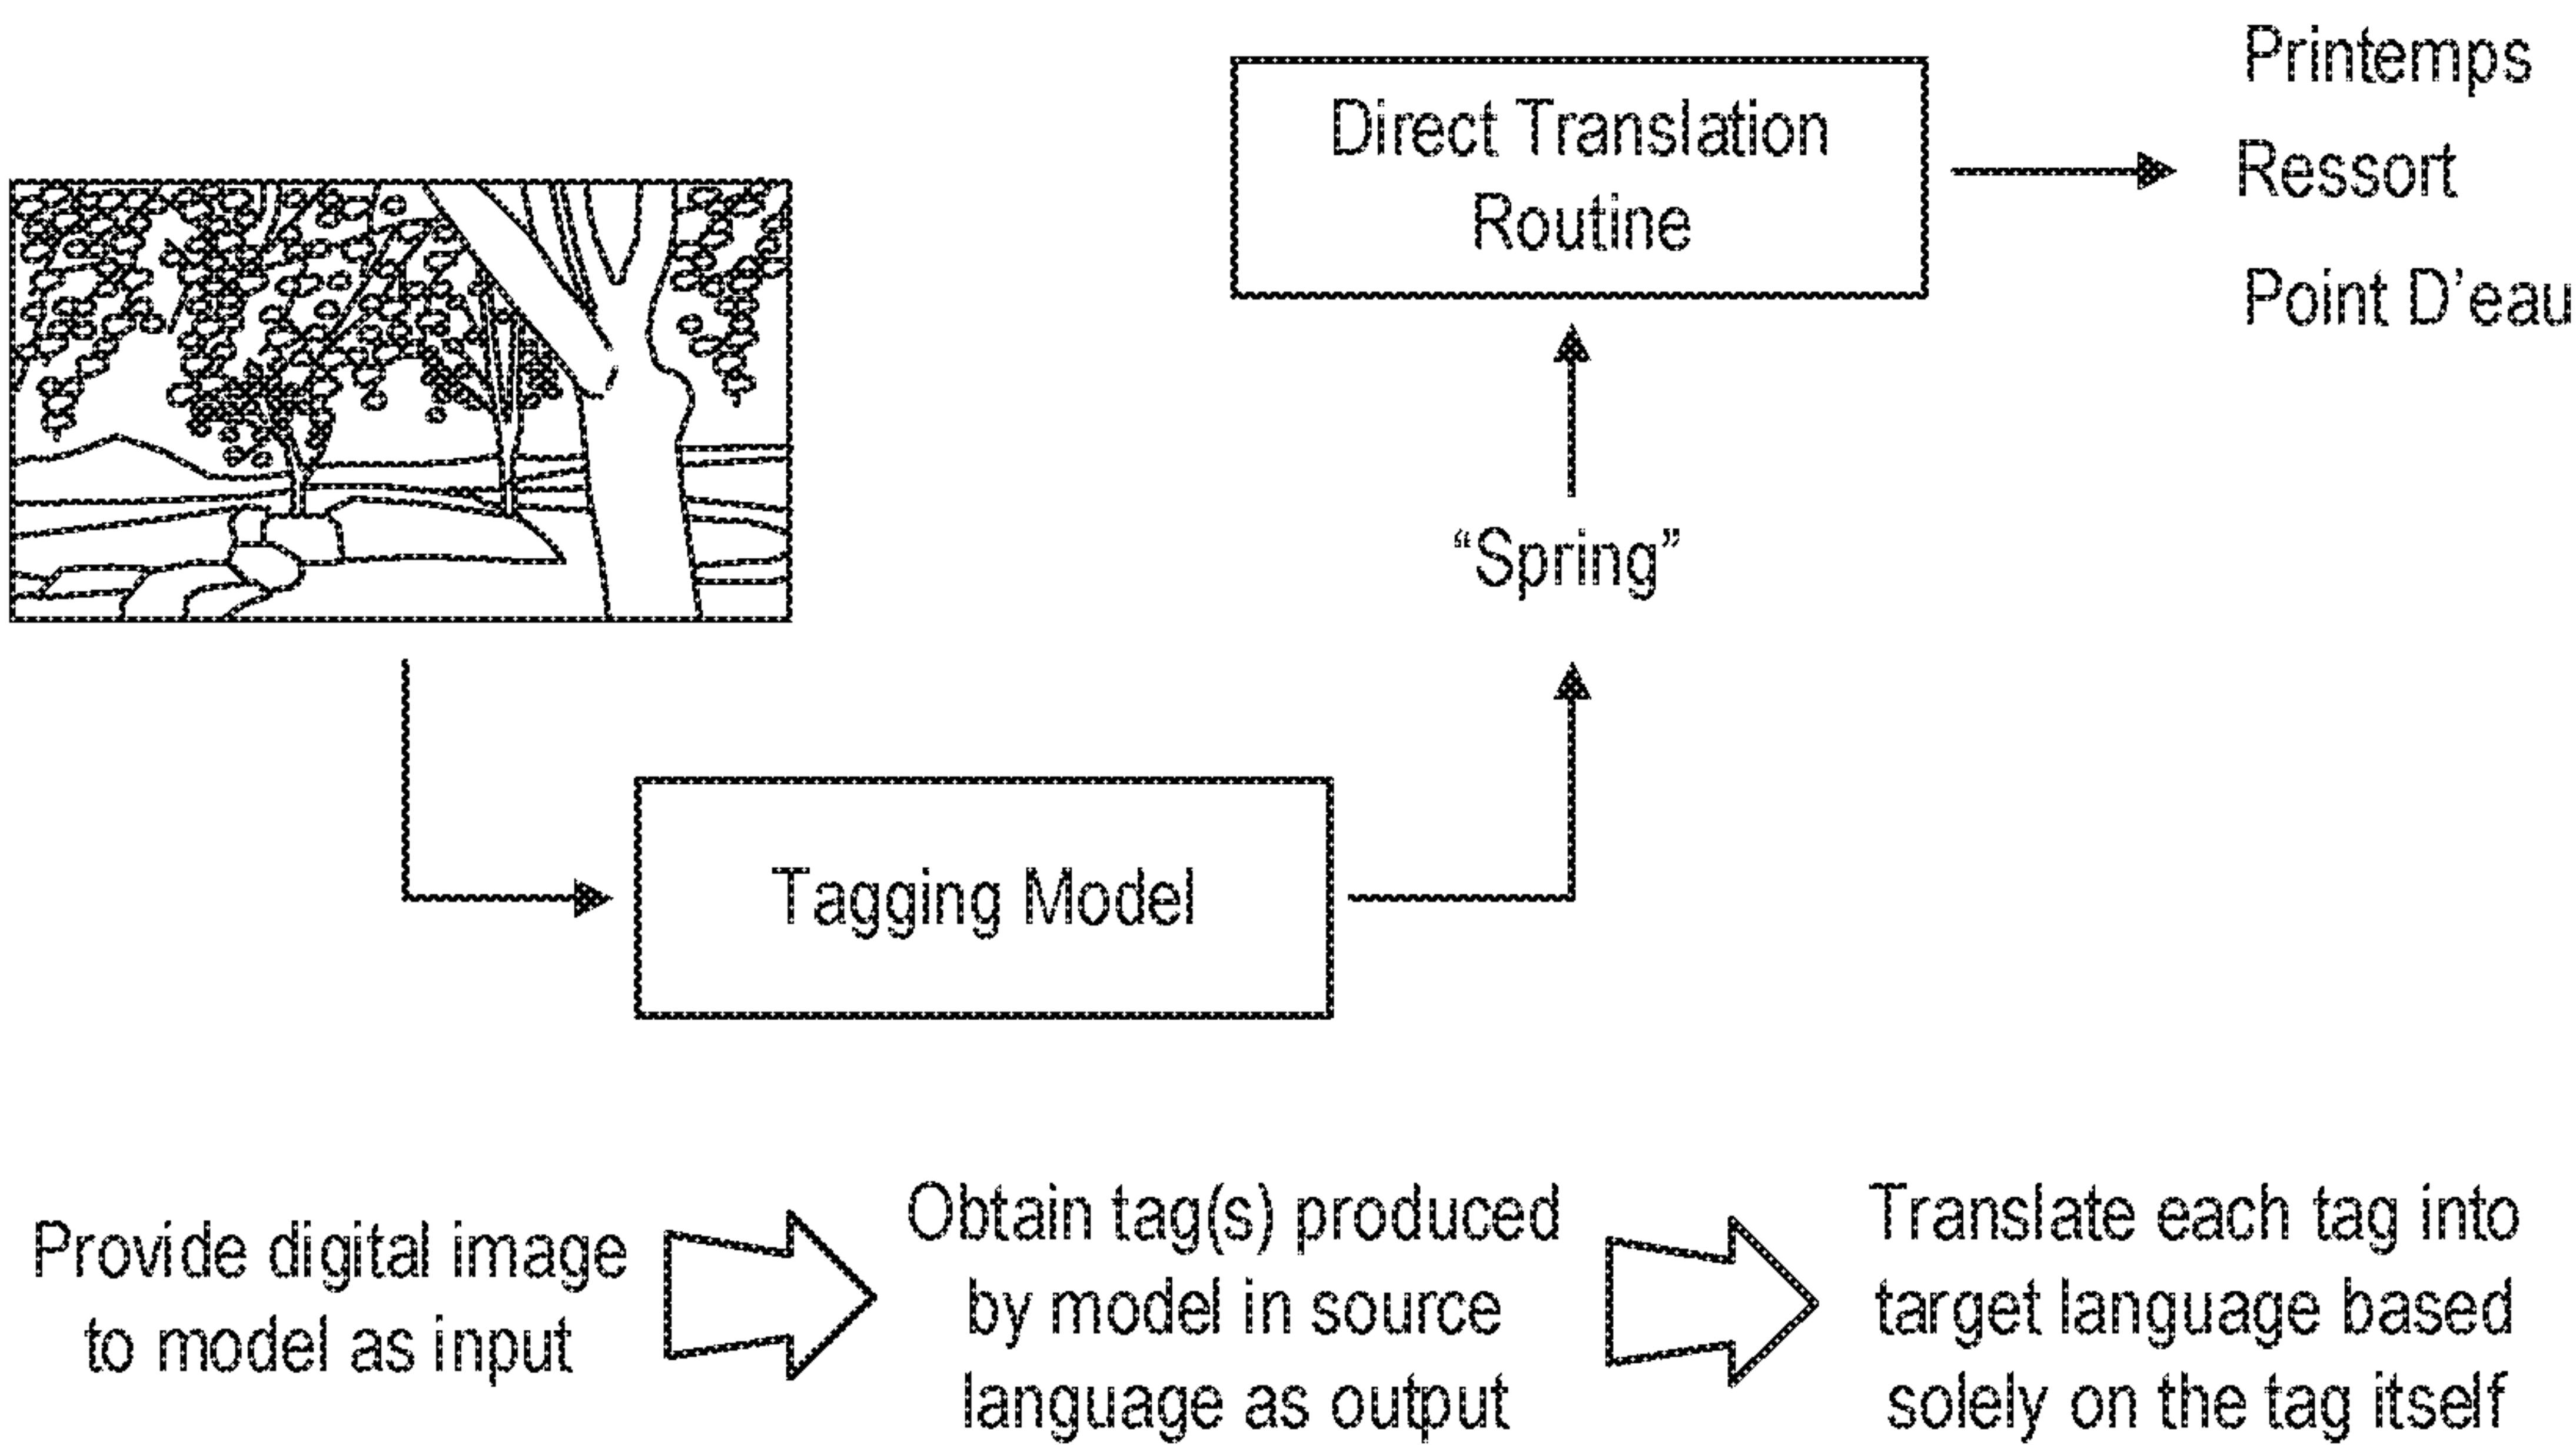 Direct Translation
Routine
Printemps
Ressort
Point D’eau
“Spring”
Tagging Model
Provide digital image
to model as input
Obtain tag(s) produced
by model in source
language as output
Translate each tag into
target language based
solely on the tag itself